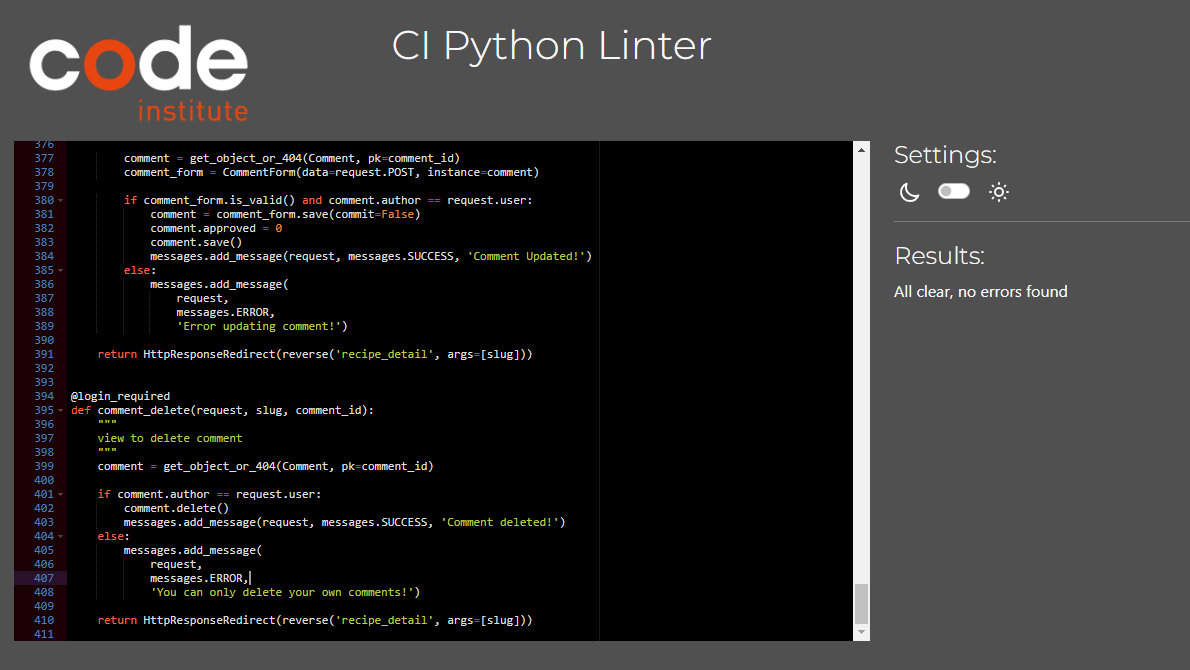 code
institute
CI Python Linter
376
377 comment = get_object_or_404(Comment, pk=comment_id)
378 comment_form = CommentForm(data=request.POST, instance=comment)
379
380 if comment_form.is_valid() and comment.author == request.user:
381 comment = comment_form.save(commit=False)
382 comment.approved = 0
383 comment.save()
384 messages.add_message(request, messages.SUCCESS, 'Comment Updated!')
385 else:
386 messages.add_message(
387 request,
388 messages.ERROR,
389 'Error updating comment!')
390
391 return HttpResponseRedirect(reverse('recipe_detail', args=[slug]))
392
393
394 @login_required
395 def comment_delete(request, slug, comment_id):
396 """
397 view to delete comment
398 """
399 comment = get_object_or_404(Comment, pk=comment_id)
400
401 if comment.author == request.user:
402 comment.delete()
403 messages.add_message(request, messages.SUCCESS, 'Comment deleted!')
404 else:
405 messages.add_message(
406 request,
407 messages.ERROR,
408 'You can only delete your own comments!')
409
410 return HttpResponseRedirect(reverse('recipe_detail', args=[slug]))
411
Settings:
Results:
All clear, no errors found